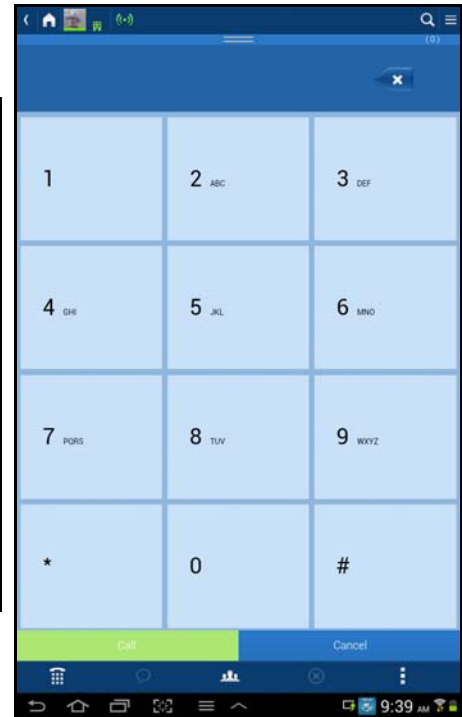 (0)
1 2 ABC 3 DEF
4 GHI 5 JKL 6 MNO
7 PQRS 8 TUV 9 WXYZ
* 0 #
Call Cancel
9:39 AM